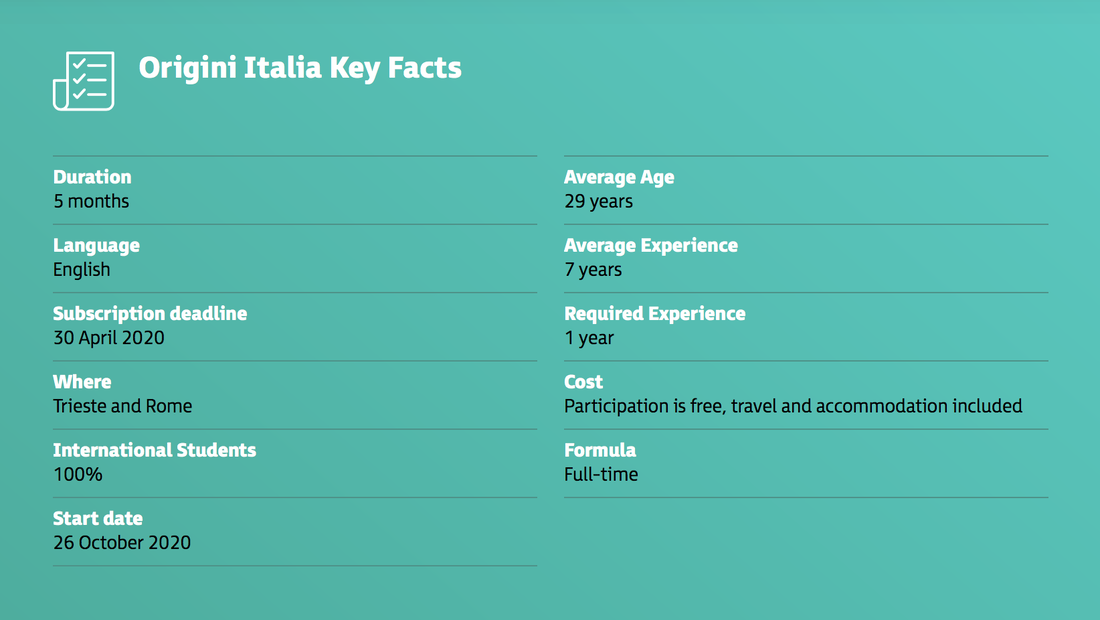 Origini Italia Key Facts
Duration
5 months
Language
English
Subscription deadline
30 April 2020
Where
Trieste and Rome
International Students
100%
Start date
26 October 2020
Average Age
29 years
Average Experience
7 years
Required Experience
1 year
Cost
Participation is free, travel and accommodation included
Formula
Full-time